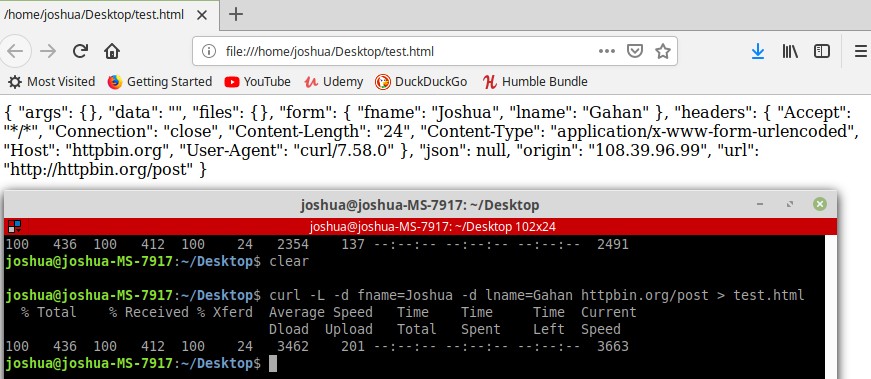 /home/joshua/Desktop/test.html
file:///home/joshua/Desktop/test.html
Most Visited Getting Started YouTube Udemy DuckDuckGo Humble Bundle
{ "args": {}, "data": "", "files": {}, "form": { "fname": "Joshua", "lname": "Gahan" }, "headers": { "Accept":
"*/*", "Connection": "close", "Content-Length": "24", "Content-Type": "application/x-www-form-urlencoded",
"Host": "httpbin.org", "User-Agent": "curl/7.58.0" }, "json": null, "origin": "108.39.96.99", "url":
"http://httpbin.org/post" }
joshua@joshua-MS-7917: ~/Desktop
joshua@joshua-MS-7917: ~/Desktop 102x24
100   436  100   412  100    24   2354    137 --:--:-- --:--:-- --:--:--  2491
joshua@joshua-MS-7917:~/Desktop$ clear
joshua@joshua-MS-7917:~/Desktop$ curl -L -d fname=Joshua -d lname=Gahan httpbin.org/post > test.html
  % Total    % Received % Xferd  Average Speed   Time    Time     Time  Current
                                 Dload  Upload   Total   Spent    Left  Speed
100   436  100   412  100    24   3462    201 --:--:-- --:--:-- --:--:--  3663
joshua@joshua-MS-7917:~/Desktop$